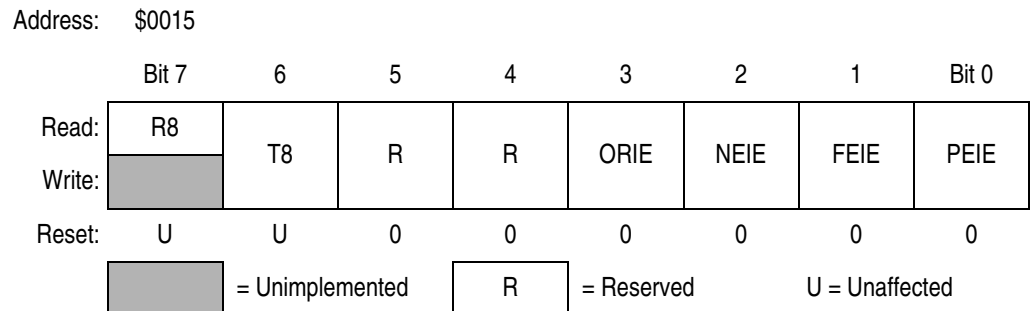 Address: $0015
Bit 7 6 5 4 3 2 1 Bit 0
Read: R8 T8 R R ORIE NEIE FEIE PEIE
Write:
Reset: U U 0 0 0 0 0 0
= Unimplemented R = Reserved U = Unaffected